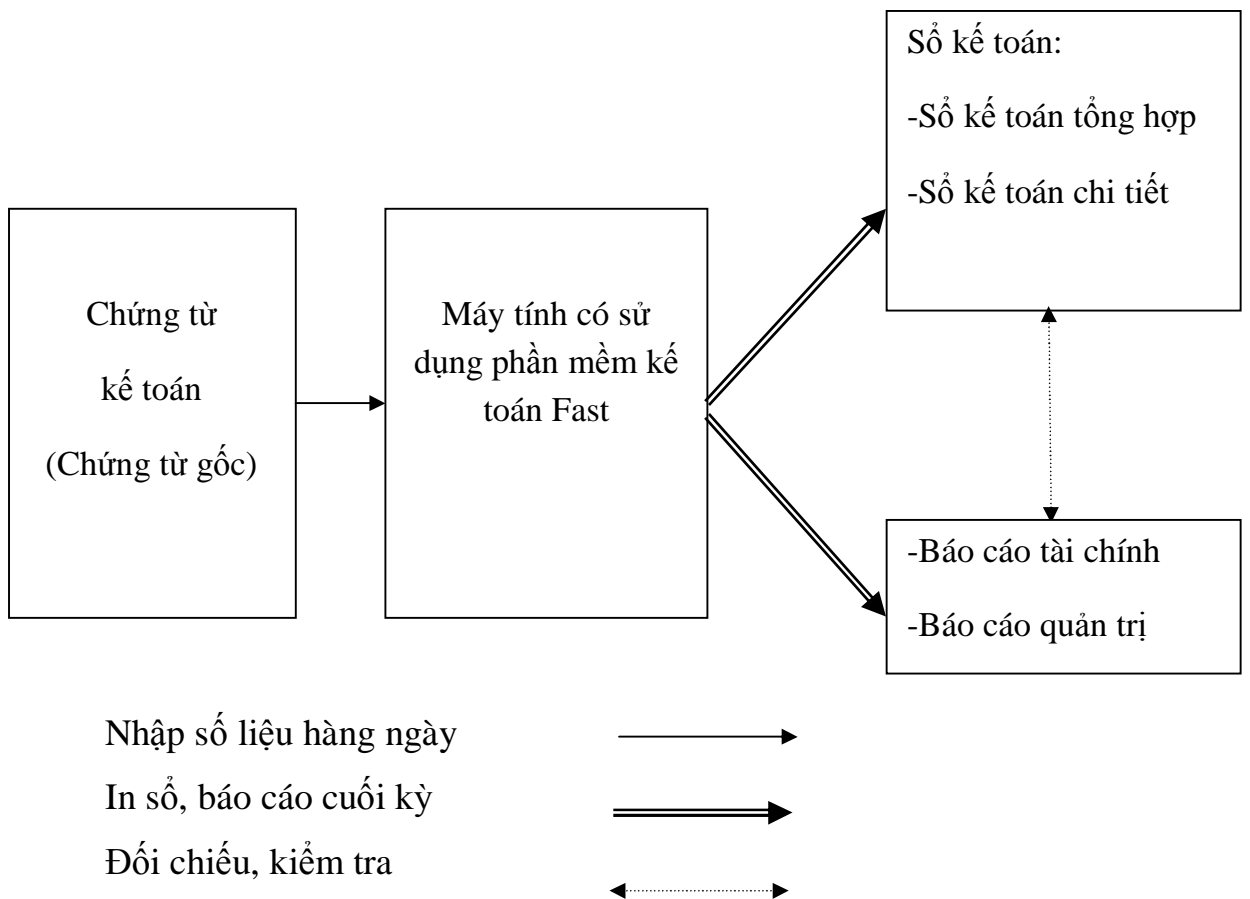 Chứng từ
kế toán
(Chứng từ gốc)
Máy tính có sử
dụng phần mềm kế
toán Fast
Sổ kế toán:
-Sổ kế toán tổng hợp
-Sổ kế toán chi tiết
-Báo cáo tài chính
-Báo cáo quản trị
Nhập số liệu hàng ngày
In sổ, báo cáo cuối kỳ
Đối chiếu, kiểm tra